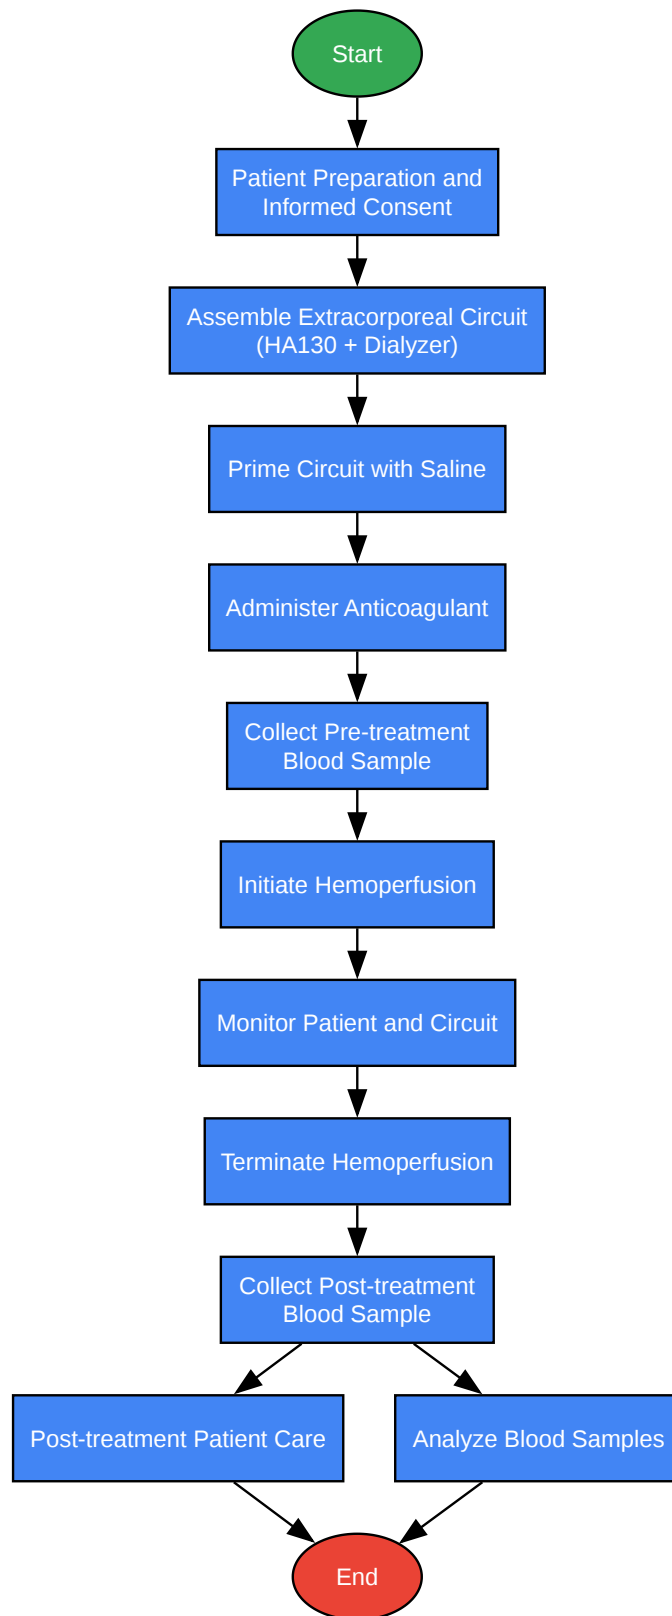 Start
Patient Preparation and
Informed Consent
Assemble Extracorporeal Circuit
(HA130 + Dialyzer)
Prime Circuit with Saline
Administer Anticoagulant
Collect Pre-treatment
Blood Sample
Initiate Hemoperfusion
Monitor Patient and Circuit
Terminate Hemoperfusion
Collect Post-treatment
Blood Sample
Post-treatment Patient Care
Analyze Blood Samples
End